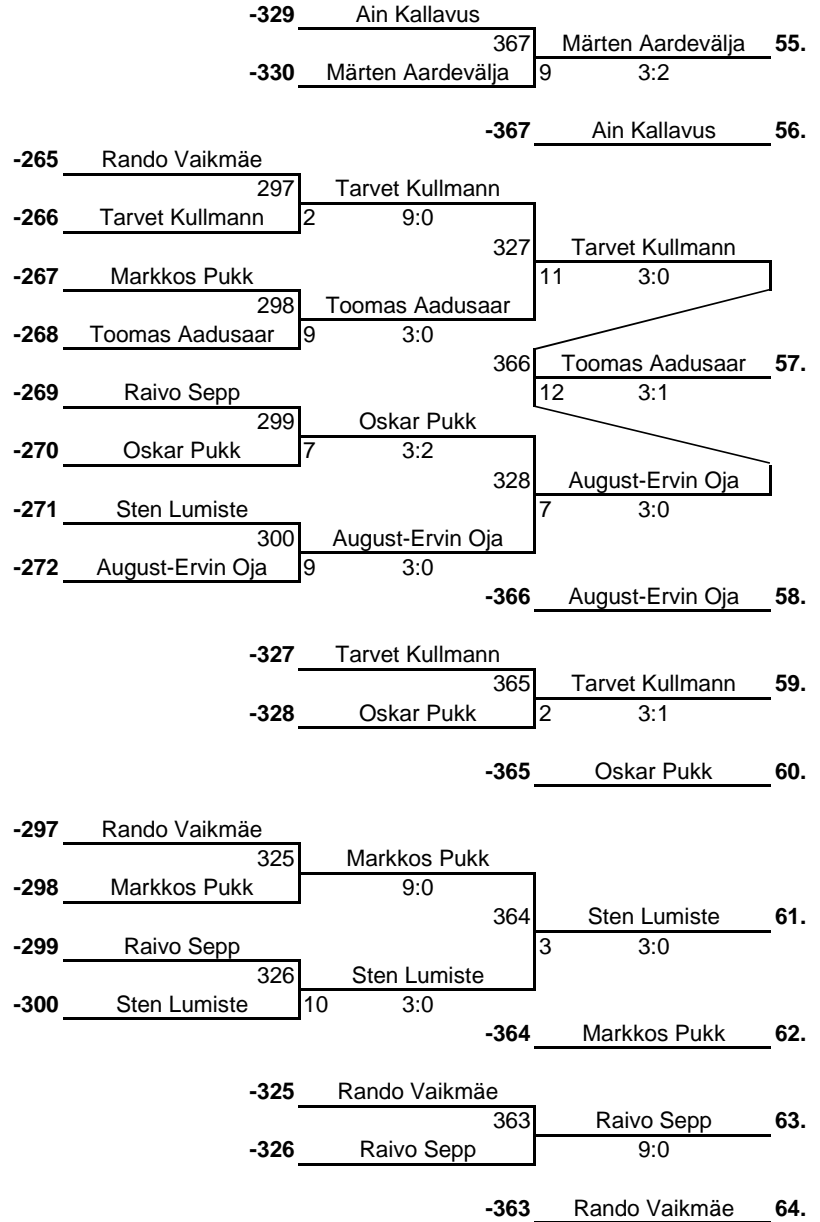 -329 Ain Kallavus
367 Märten Aardevälja 55.
-330 Märten Aardevälja 9 3:2
-367 Ain Kallavus 56.
-265 Rando Vaikmäe
297 Tarvet Kullmann
-266 Tarvet Kullmann 2 9:0
327 Tarvet Kullmann
-267 Markkos Pukk 11 3:0
298 Toomas Aadusaar
-268 Toomas Aadusaar 9 3:0
366 Toomas Aadusaar 57.
-269 Raivo Sepp 12 3:1
299 Oskar Pukk
-270 Oskar Pukk 7 3:2
328 August-Ervin Oja
-271 Sten Lumiste 7 3:0
300 August-Ervin Oja
-272 August-Ervin Oja 9 3:0
-366 August-Ervin Oja 58.
-327 Tarvet Kullmann
365 Tarvet Kullmann 59.
-328 Oskar Pukk 2 3:1
-365 Oskar Pukk 60.
-297 Rando Vaikmäe
325 Markkos Pukk
-298 Markkos Pukk 9:0
364 Sten Lumiste 61.
-299 Raivo Sepp 3 3:0
326 Sten Lumiste
-300 Sten Lumiste 10 3:0
-364 Markkos Pukk 62.
-325 Rando Vaikmäe
363 Raivo Sepp 63.
-326 Raivo Sepp 9:0
-363 Rando Vaikmäe 64.